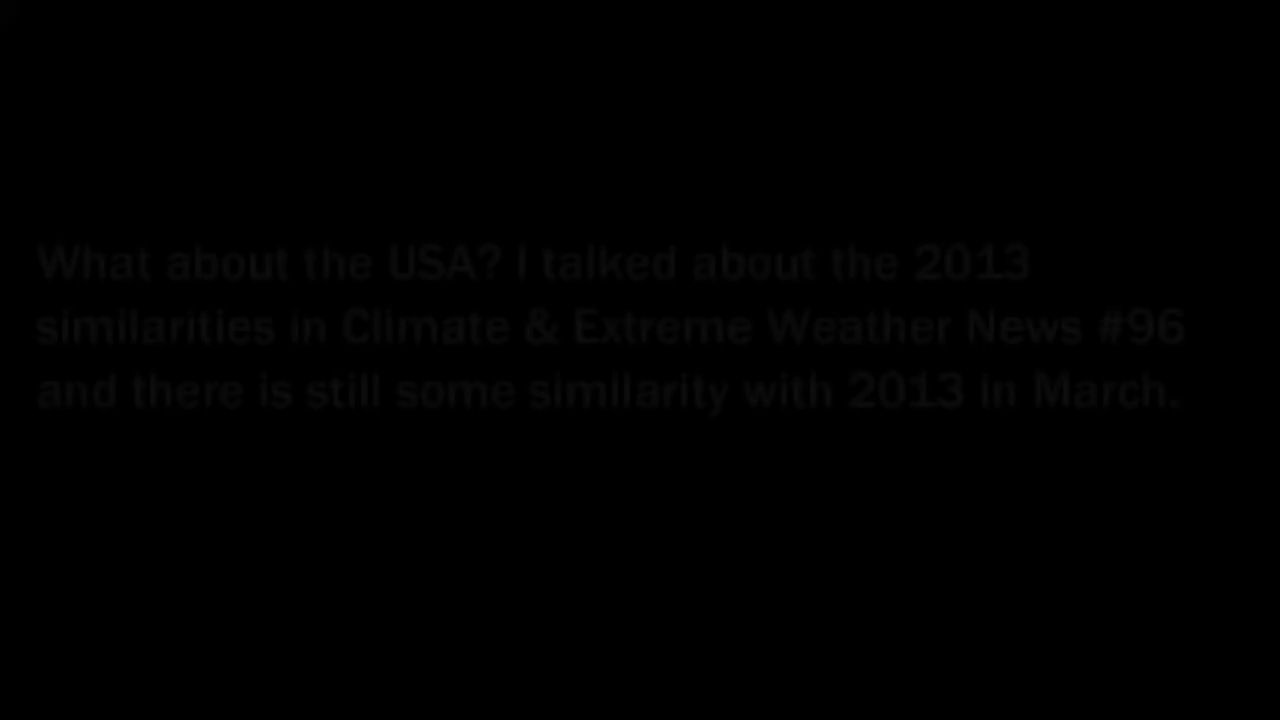 What about the USA? I talked about the 2013
similarities in Climate & Extreme Weather News #96
and there is still some similarity with 2013 in March.